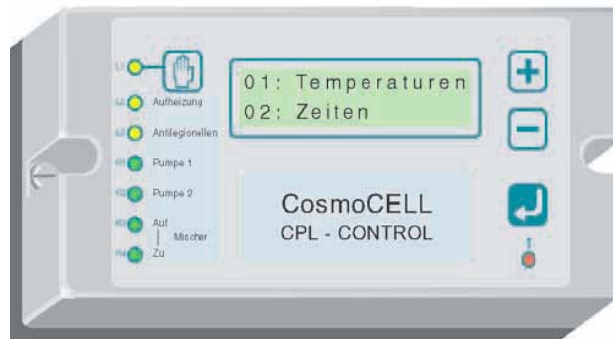 01: Temperaturen
02: Zeiten
Aufheizung
Antilegionellen
Pumpe 1
Pumpe 2
Auf
Mischer
Zu
CosmoCELL
CPL - CONTROL